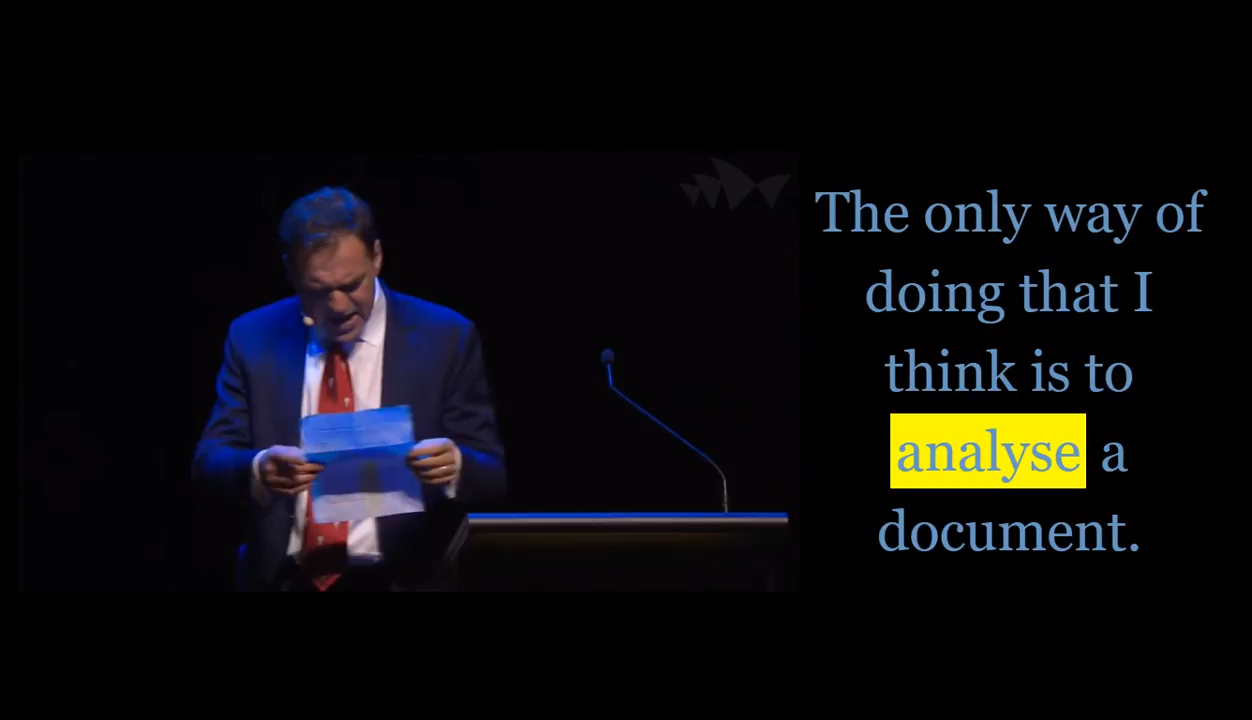 The only way of
doing that I
think is to
analyse a
document.